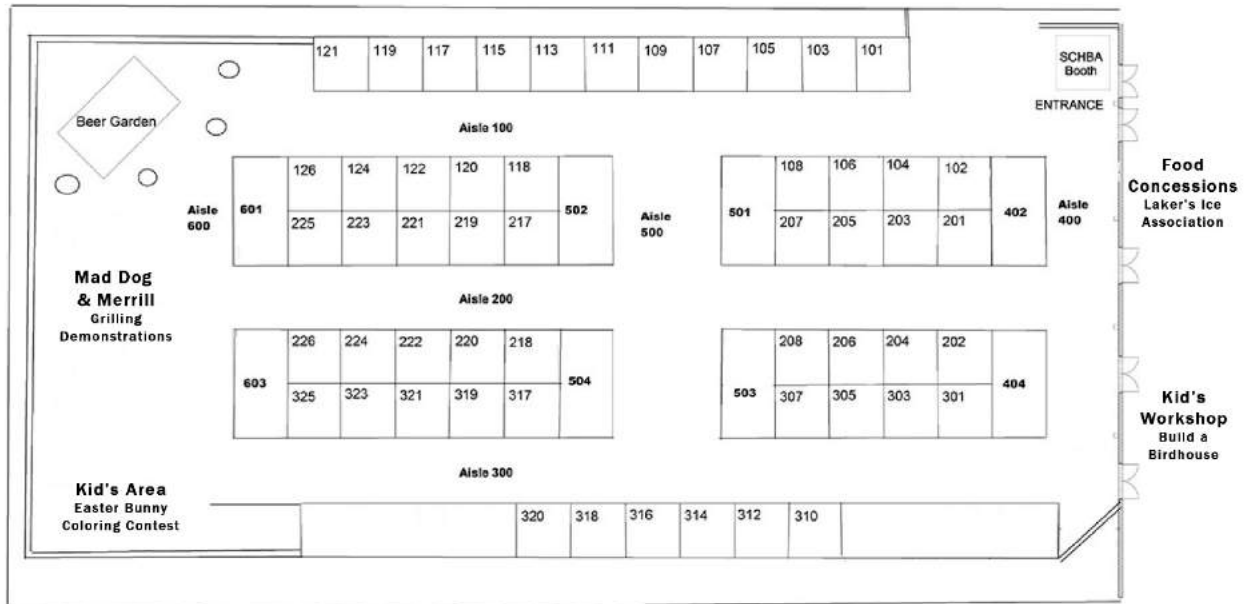 121 119 117 115 113 111 109 107 105 103 101
SCHBA
Booth
ENTRANCE
Beer Garden
Aisle 100
126 124 122 120 118
601
502
225 223 221 219 217
Aisle
600
Aisle
500
108 106 104 102
501
402
207 205 203 201
Aisle
400
Food
Concessions
Laker's Ice
Association
Mad Dog
& Merrill
Grilling
Demonstrations
Aisle 200
226 224 222 220 218
603
504
325 323 321 319 317
208 206 204 202
503
404
307 305 303 301
Kid's
Workshop
Build a
Birdhouse
Aisle 300
Kid's Area
Easter Bunny
Coloring Contest
320 318 316 314 312 310